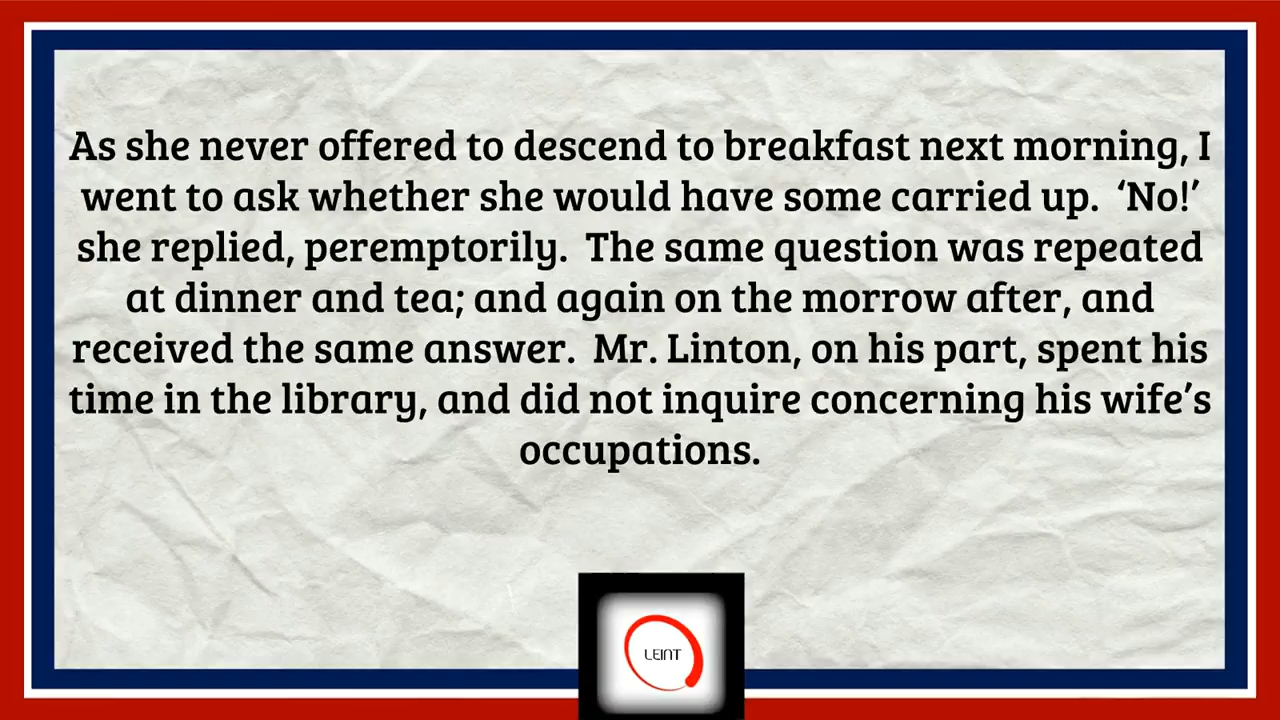 As she never offered to descend to breakfast next morning, I
went to ask whether she would have some carried up.  ‘No!’
she replied, peremptorily.  The same question was repeated
at dinner and tea; and again on the morrow after, and
received the same answer.  Mr. Linton, on his part, spent his
time in the library, and did not inquire concerning his wife’s
occupations.
LEINT